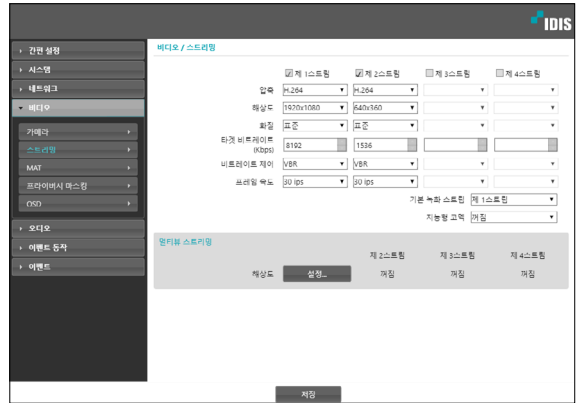 IDIS
비디오 / 스트리밍
간편 설정
시스템
네트워크
비디오
카메라
스트리밍
MAT
프라이버시 마스킹
OSD
오디오
이벤트 동작
이벤트
제 1스트림 제 2스트림 제 3스트림 제 4스트림
압축 H.264 H.264
해상도 1920x1080 640x360
화질 표준 표준
타겟 비트레이트
(Kbps) 8192 1536
비트레이트 제어 VBR VBR
프레임 속도 30 ips 30 ips
기본 녹화 스트림 제 1스트림
지능형 코덱 꺼짐
멀티뷰 스트리밍
제 2스트림 제 3스트림 제 4스트림
해상도 설정... 꺼짐 꺼짐 꺼짐
저장